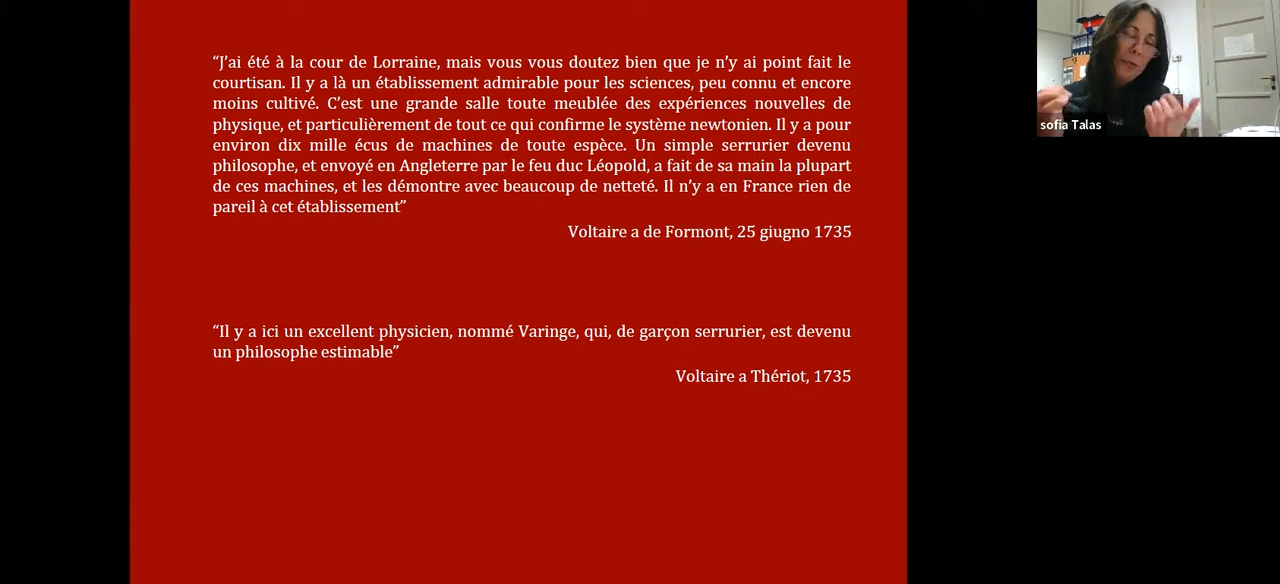 “J’ai été à la cour de Lorraine, mais vous vous doutez bien que je n’y ai point fait le
courtisan. Il y a là un établissement admirable pour les sciences, peu connu et encore
moins cultivé. C’est une grande salle toute meublée des expériences nouvelles de
physique, et particulièrement de tout ce qui confirme le système newtonien. Il y a pour
environ dix mille écus de machines de toute espèce. Un simple serrurier devenu
philosophe, et envoyé en Angleterre par le feu duc Léopold, a fait de sa main la plupart
de ces machines, et les démontre avec beaucoup de netteté. Il n’y a en France rien de
pareil à cet établissement”
Voltaire a de Formont, 25 giugno 1735
“Il y a ici un excellent physicien, nommé Varinge, qui, de garçon serrurier, est devenu
un philosophe estimable”
Voltaire a Thériot, 1735
sofia Talas